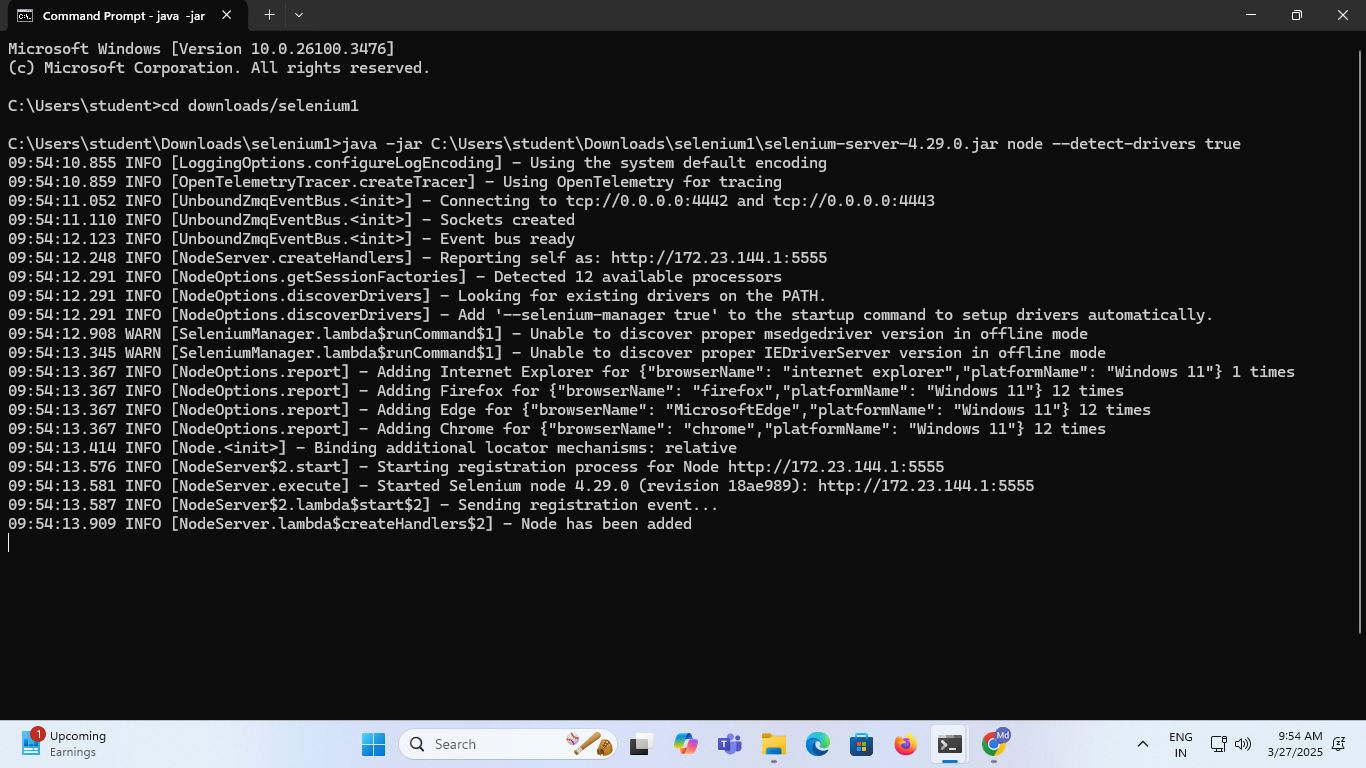 Command Prompt - java -jar
Microsoft Windows [Version 10.0.26100.3476]
(c) Microsoft Corporation. All rights reserved.
C:\Users\student>cd downloads/selenium1
C:\Users\student\Downloads\selenium1>java -jar C:\Users\student\Downloads\selenium1\selenium-server-4.29.0.jar node --detect-drivers true
09:54:10.855 INFO [LoggingOptions.configureLogEncoding] - Using the system default encoding
09:54:10.859 INFO [OpenTelemetryTracer.createTracer] - Using OpenTelemetry for tracing
09:54:11.052 INFO [UnboundZmqEventBus.<init>] - Connecting to tcp://0.0.0.0:4442 and tcp://0.0.0.0:4443
09:54:11.110 INFO [UnboundZmqEventBus.<init>] - Sockets created
09:54:12.123 INFO [UnboundZmqEventBus.<init>] - Event bus ready
09:54:12.248 INFO [NodeServer.createHandlers] - Reporting self as: http://172.23.144.1:5555
09:54:12.291 INFO [NodeOptions.getSessionFactories] - Detected 12 available processors
09:54:12.291 INFO [NodeOptions.discoverDrivers] - Looking for existing drivers on the PATH.
09:54:12.291 INFO [NodeOptions.discoverDrivers] - Add '--selenium-manager true' to the startup command to setup drivers automatically.
09:54:12.908 WARN [SeleniumManager.lambda$runCommand$1] - Unable to discover proper msedgedriver version in offline mode
09:54:13.345 WARN [SeleniumManager.lambda$runCommand$1] - Unable to discover proper IEDriverServer version in offline mode
09:54:13.367 INFO [NodeOptions.report] - Adding Internet Explorer for {"browserName": "internet explorer","platformName": "Windows 11"} 1 times
09:54:13.367 INFO [NodeOptions.report] - Adding Firefox for {"browserName": "firefox","platformName": "Windows 11"} 12 times
09:54:13.367 INFO [NodeOptions.report] - Adding Edge for {"browserName": "MicrosoftEdge","platformName": "Windows 11"} 12 times
09:54:13.367 INFO [NodeOptions.report] - Adding Chrome for {"browserName": "chrome","platformName": "Windows 11"} 12 times
09:54:13.414 INFO [Node.<init>] - Binding additional locator mechanisms: relative
09:54:13.576 INFO [NodeServer$2.start] - Starting registration process for Node http://172.23.144.1:5555
09:54:13.581 INFO [NodeServer.execute] - Started Selenium node 4.29.0 (revision 18ae989): http://172.23.144.1:5555
09:54:13.587 INFO [NodeServer$2.lambda$start$2] - Sending registration event...
09:54:13.909 INFO [NodeServer.lambda$createHandlers$2] - Node has been added
1
Upcoming
Earnings
Search
Md
ENG
IN
9:54 AM
3/27/2025